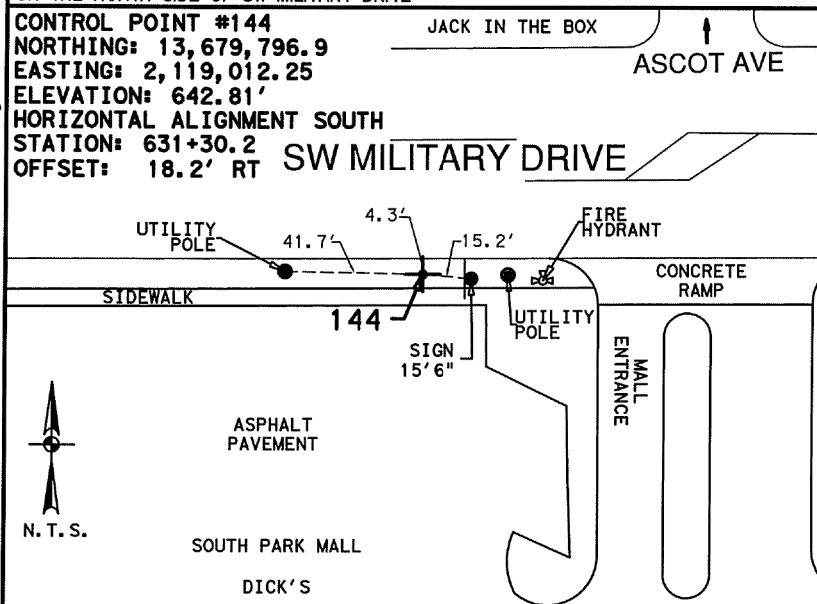 CONTROL POINT #144
NORTHING: 13,679,796.9
EASTING: 2,119,012.25
ELEVATION: 642.81'
HORIZONTAL ALIGNMENT SOUTH
STATION: 631+30.2
OFFSET: 18.2' RT
JACK IN THE BOX
ASCOT AVE
SW MILITARY DRIVE
UTILITY
POLE
41.7'
4.3'
15.2'
FIRE
HYDRANT
CONCRETE
RAMP
SIDEWALK
144
SIGN
15'6"
UTILITY
POLE
MALL
ENTRANCE
ASPHALT
PAVEMENT
N.T.S.
SOUTH PARK MALL
DICK'S